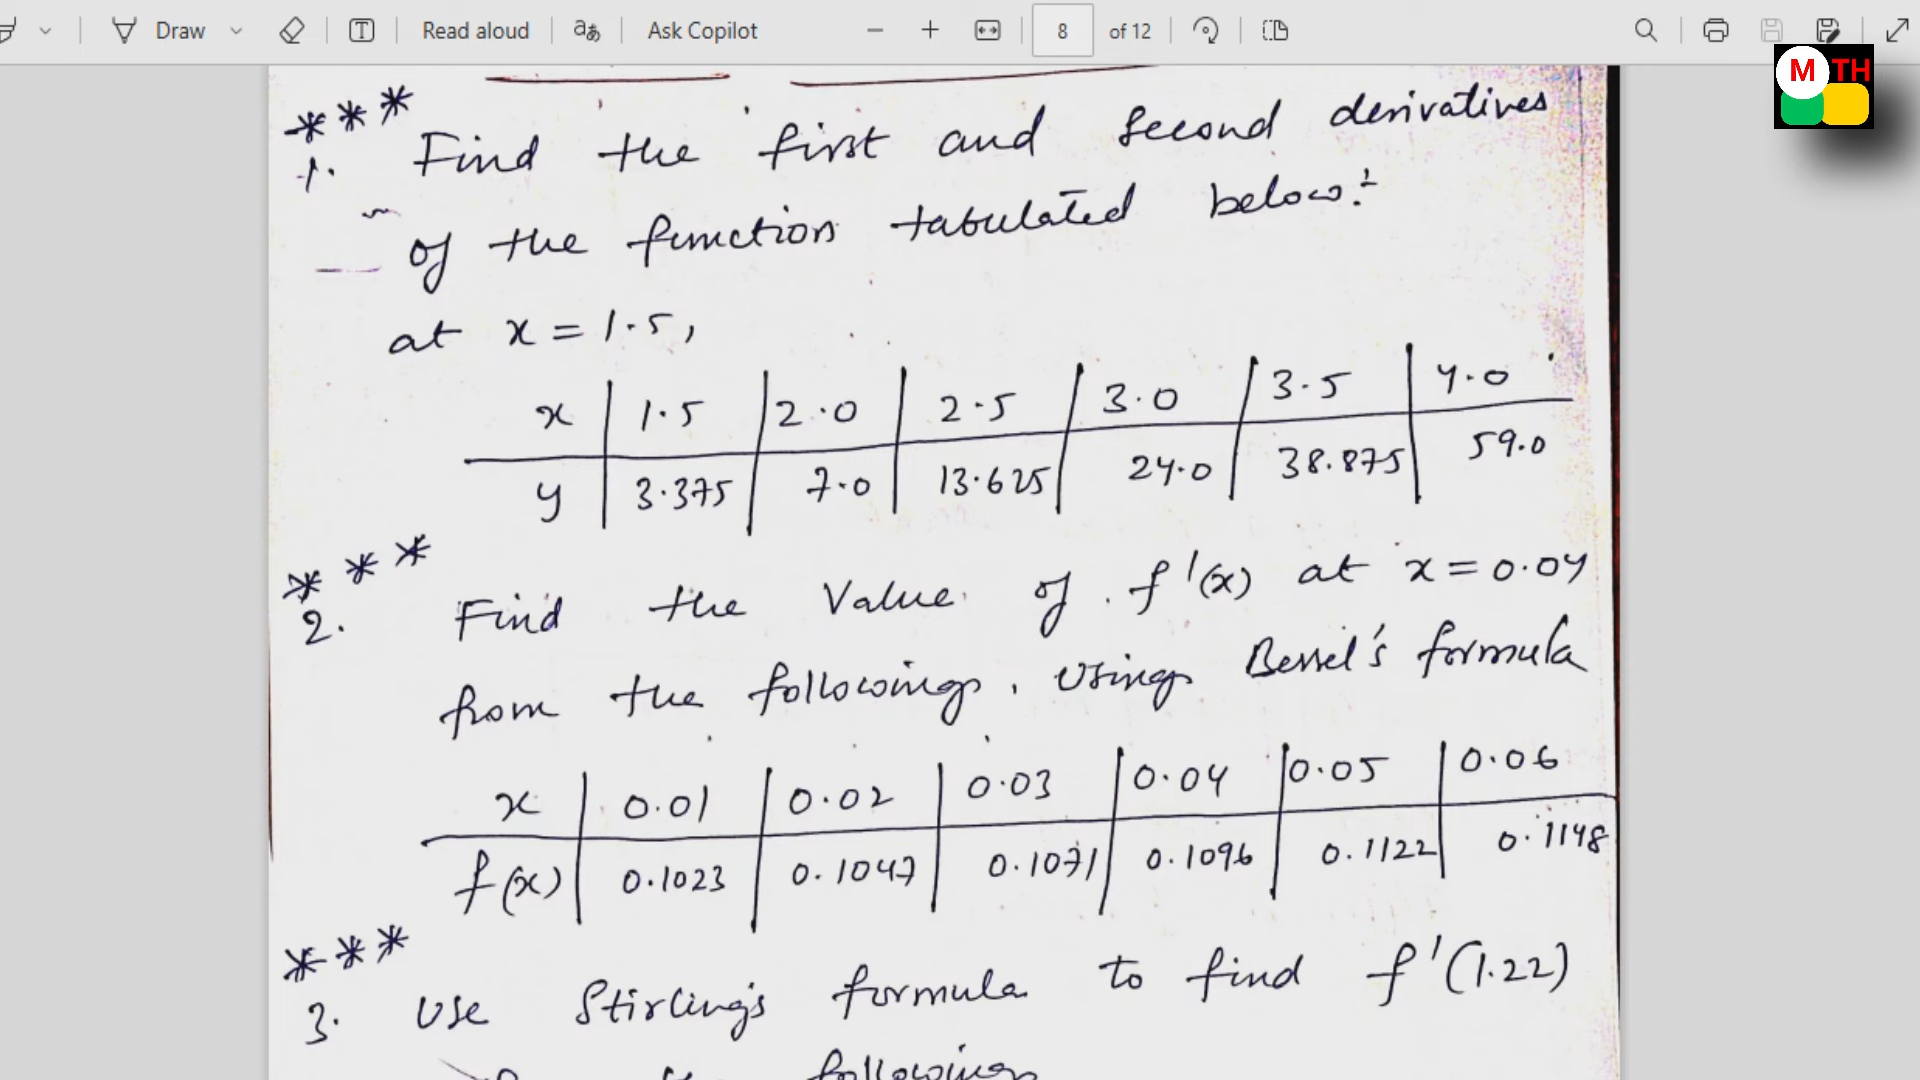 Draw
Read aloud
Ask Copilot
8 of 12
M TH
***
1. Find the first and second derivatives
of the function tabulated below:-
at x = 1.5,
x | 1.5 | 2.0 | 2.5 | 3.0 | 3.5 | 4.0
y | 3.375 | 7.0 | 13.625 | 24.0 | 38.875 | 59.0
***
2. Find the Value of f'(x) at x = 0.04
from the following, Using Bessel's formula
x | 0.01 | 0.02 | 0.03 | 0.04 | 0.05 | 0.06
f(x) | 0.1023 | 0.1047 | 0.1071 | 0.1096 | 0.1122 | 0.1148
***
3. Use Stirling's formula to find f'(1.22)
following